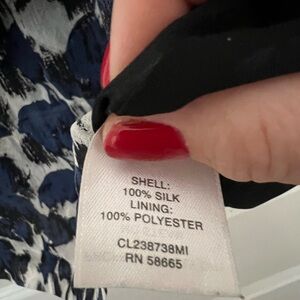 SHELL:
100% SILK
LINING:
100% POLYESTER
CL238738MI
RN 58665